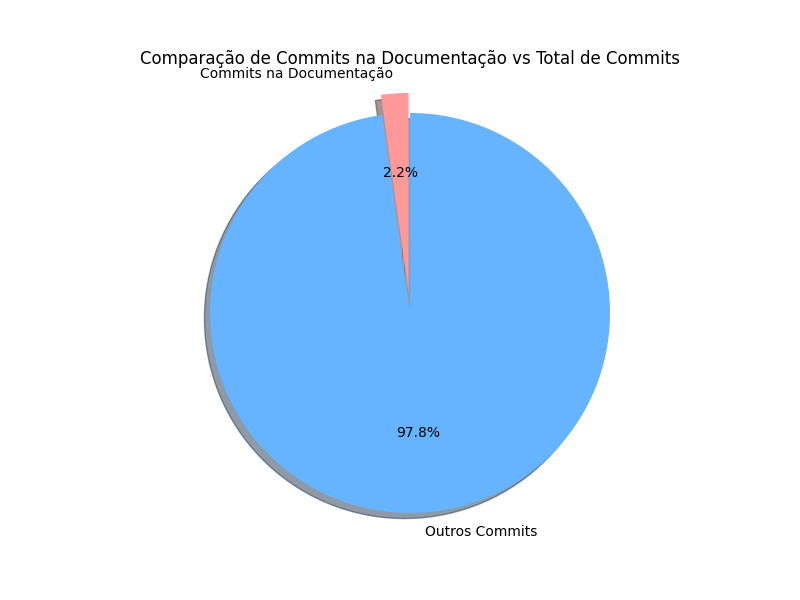 Comparação de Commits na Documentação vs Total de Commits
Commits na Documentação
2.2%
97.8%
Outros Commits